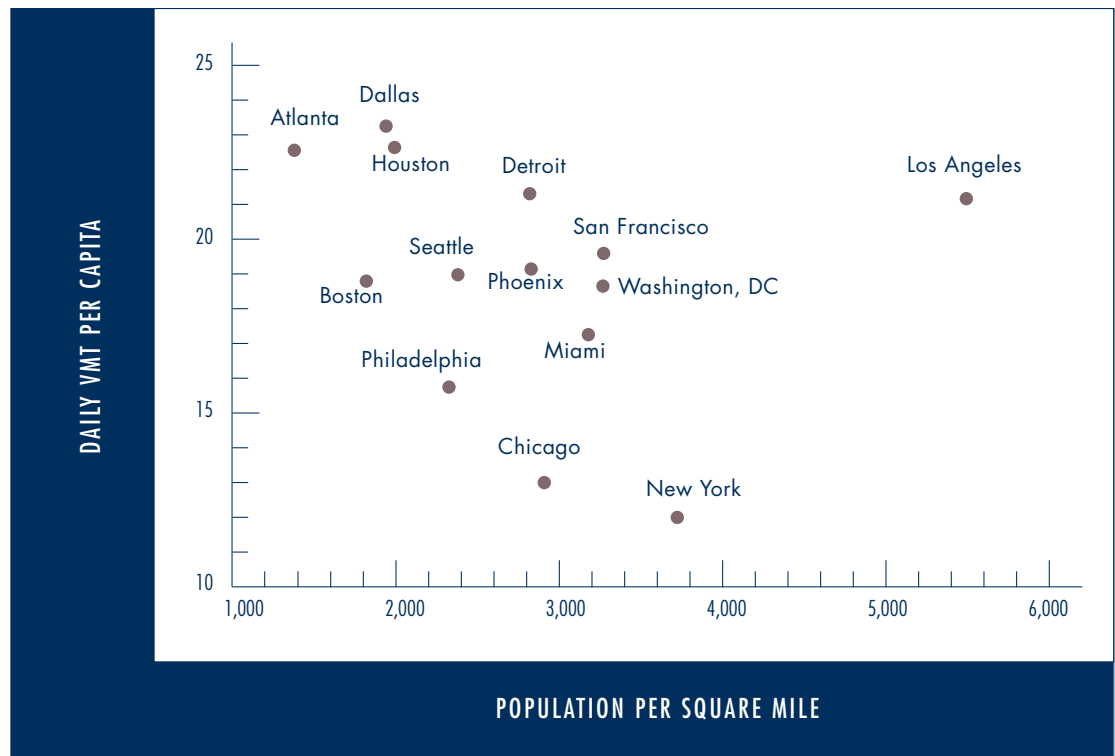 25
Dallas
Atlanta
Houston
Detroit
Los Angeles
20
San Francisco
Seattle
Phoenix
Washington, DC
Boston
Miami
Philadelphia
15
Chicago
New York
10
1,000 2,000 3,000 4,000 5,000 6,000
DAILY VMT PER CAPITA
POPULATION PER SQUARE MILE